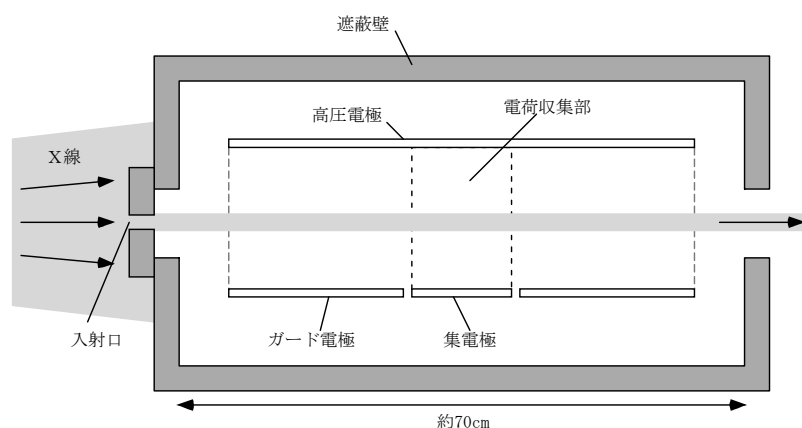 遮蔽壁
高圧電極
電荷収集部
X線
入射口
ガード電極
集電極
約70cm